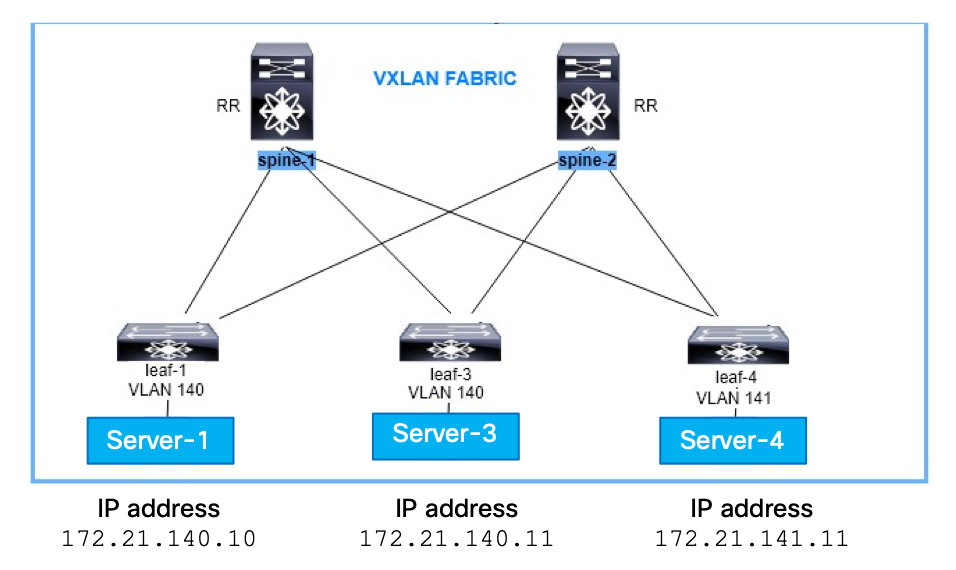 VXLAN FABRIC
RR
RR
spine-1
spine-2
leaf-1
VLAN 140
leaf-3
VLAN 140
leaf-4
VLAN 141
Server-1
Server-3
Server-4
IP address
172.21.140.10
IP address
172.21.140.11
IP address
172.21.141.11